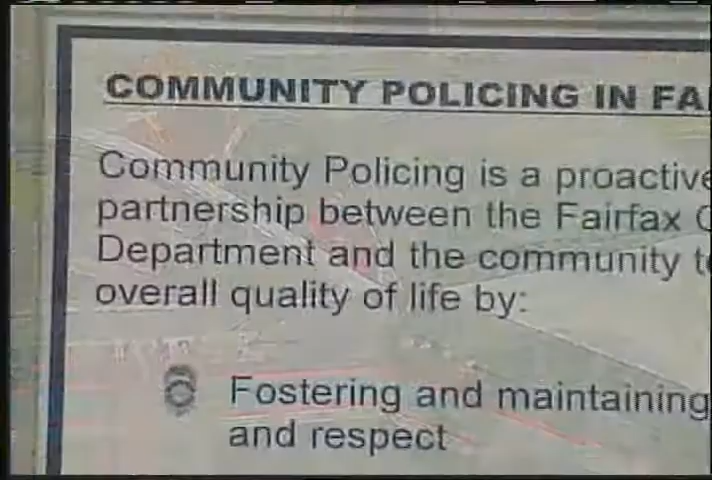 COMMUNITY POLICING IN FA
Community Policing is a proactive
partnership between the Fairfax C
Department and the community t
overall quality of life by:
Fostering and maintaining
and respect